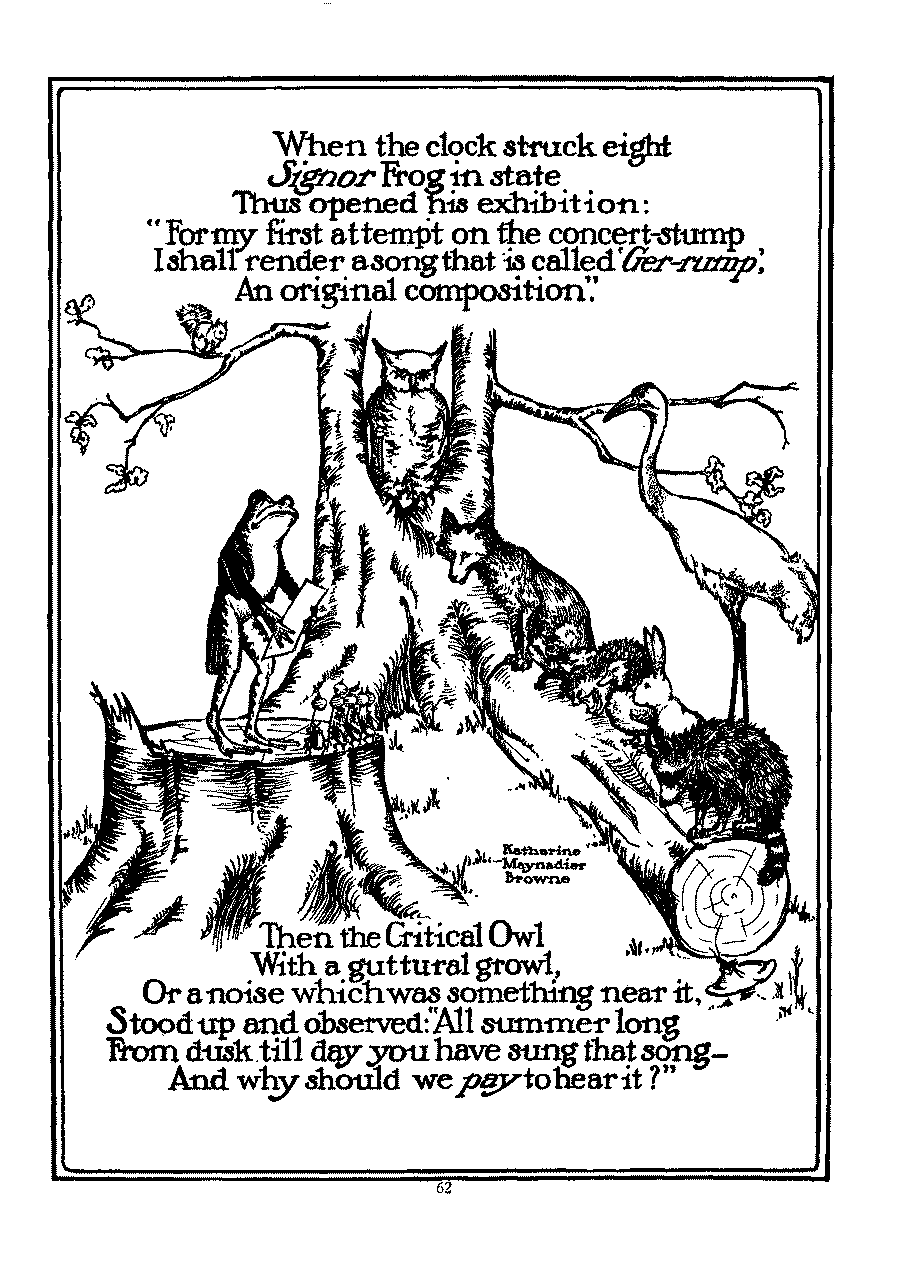 When the clock struck eight
Signor Frog in state
Thus opened his exhibition:
"For my first attempt on the concert-stump
I shall render a song that is called 'Ger-rump',
An original composition."
Katherine
Maynadier
Browne
Then the Critical Owl
With a guttural growl,
Or a noise which was something near it,
Stood up and observed: "All summer long
From dusk till day you have sung that song—
And why should we pay to hear it?"
62